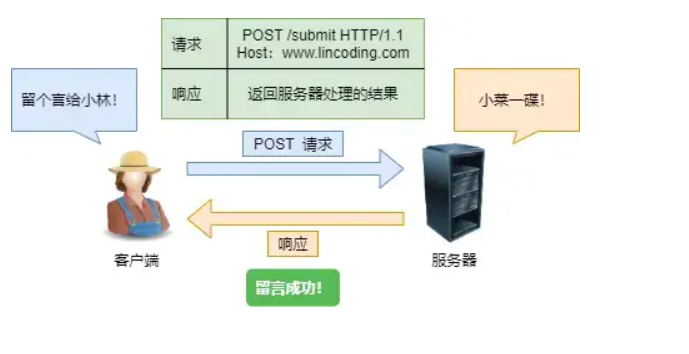 请求
POST /submit HTTP/1.1
Host：www.lincoding.com
响应
返回服务器处理的结果
留个言给小林！
小菜一碟！
POST 请求
响应
客户端
服务器
留言成功！